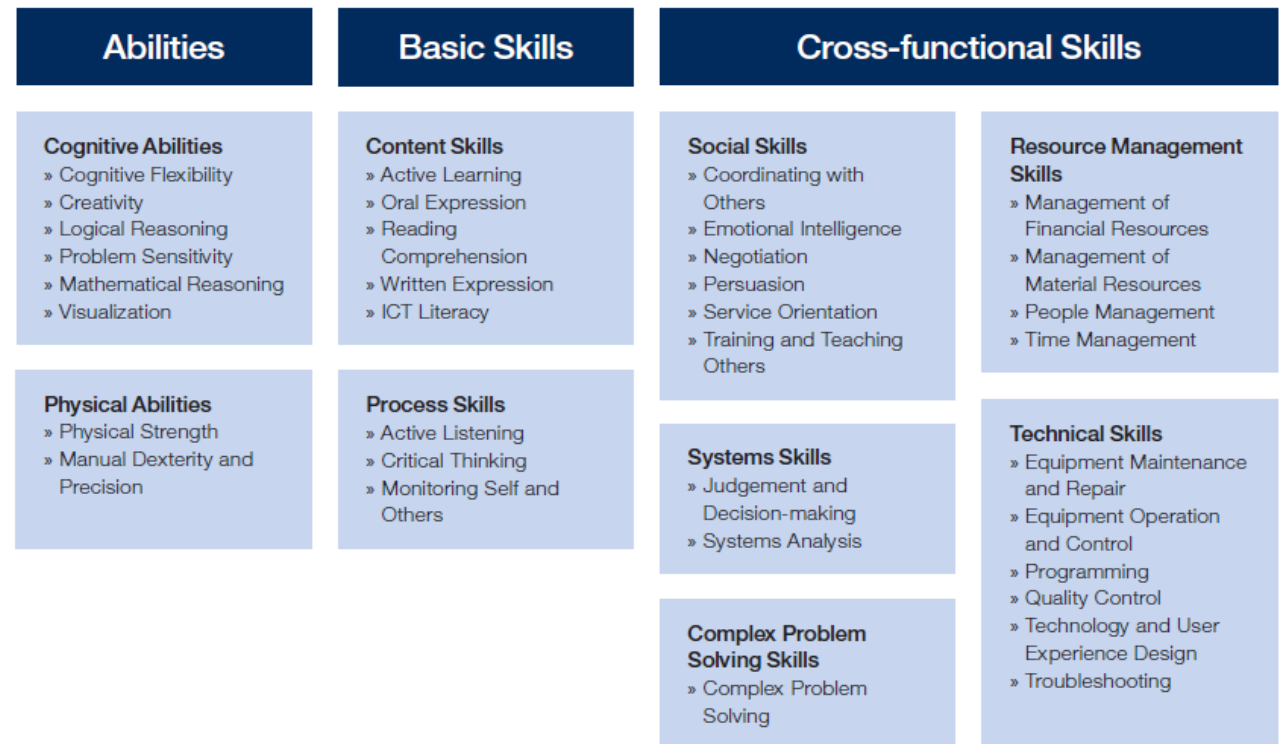 Abilities
Cognitive Abilities
» Cognitive Flexibility
» Creativity
» Logical Reasoning
» Problem Sensitivity
» Mathematical Reasoning
» Visualization
Physical Abilities
» Physical Strength
» Manual Dexterity and
Precision
Basic Skills
Content Skills
» Active Learning
» Oral Expression
» Reading
Comprehension
» Written Expression
» ICT Literacy
Process Skills
» Active Listening
» Critical Thinking
» Monitoring Self and
Others
Cross-functional Skills
Social Skills
» Coordinating with
Others
» Emotional Intelligence
» Negotiation
» Persuasion
» Service Orientation
» Training and Teaching
Others
Systems Skills
» Judgement and
Decision-making
» Systems Analysis
Complex Problem
Solving Skills
» Complex Problem
Solving
Resource Management
Skills
» Management of
Financial Resources
» Management of
Material Resources
» People Management
» Time Management
Technical Skills
» Equipment Maintenance
and Repair
» Equipment Operation
and Control
» Programming
» Quality Control
» Technology and User
Experience Design
» Troubleshooting